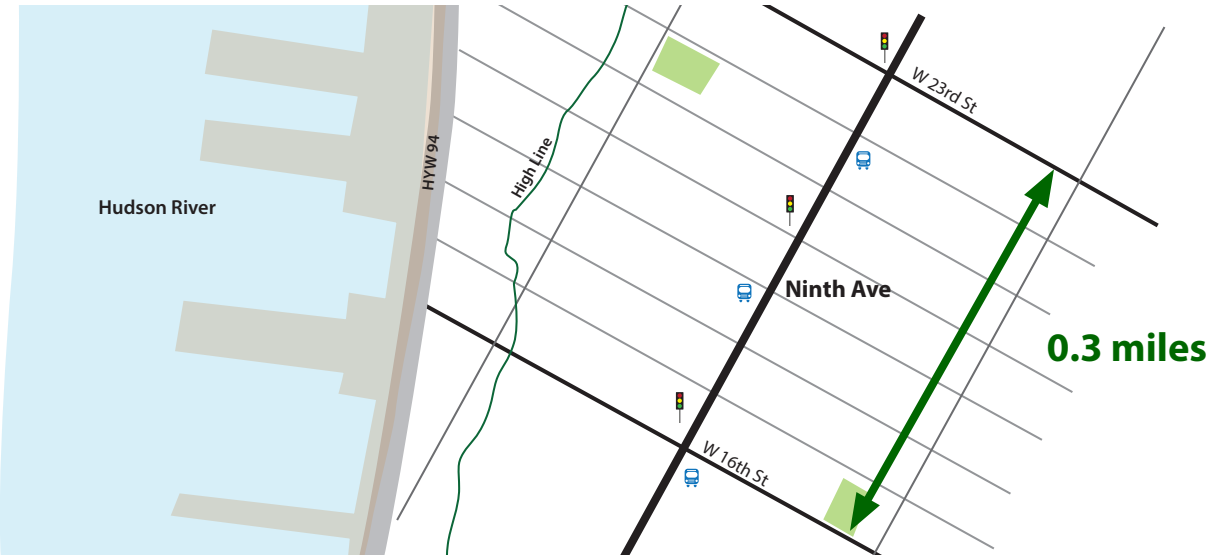 W 23rd St
HYW 94
High Line
Hudson River
Ninth Ave
0.3 miles
W 16th St